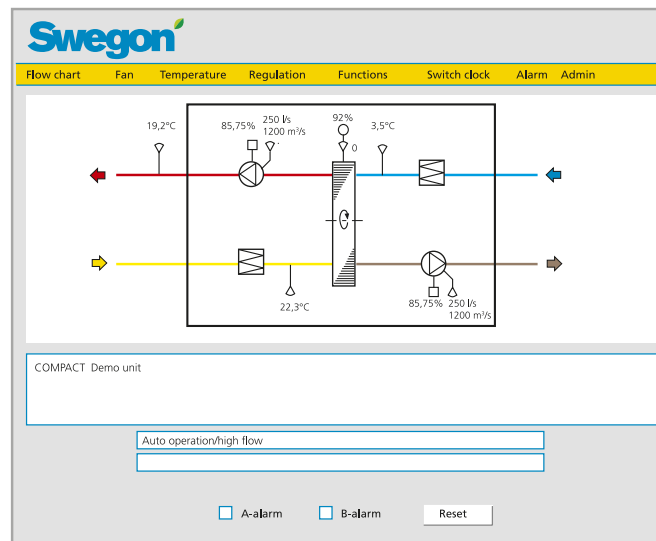 Swegon
Flow chart Fan Temperature Regulation Functions Switch clock Alarm Admin
19,2°C
85,75%
250 l/s
1200 m³/s
92%
0
3,5°C
22,3°C
85,75%
250 l/s
1200 m³/s
COMPACT Demo unit
Auto operation/high flow
A-alarm B-alarm Reset